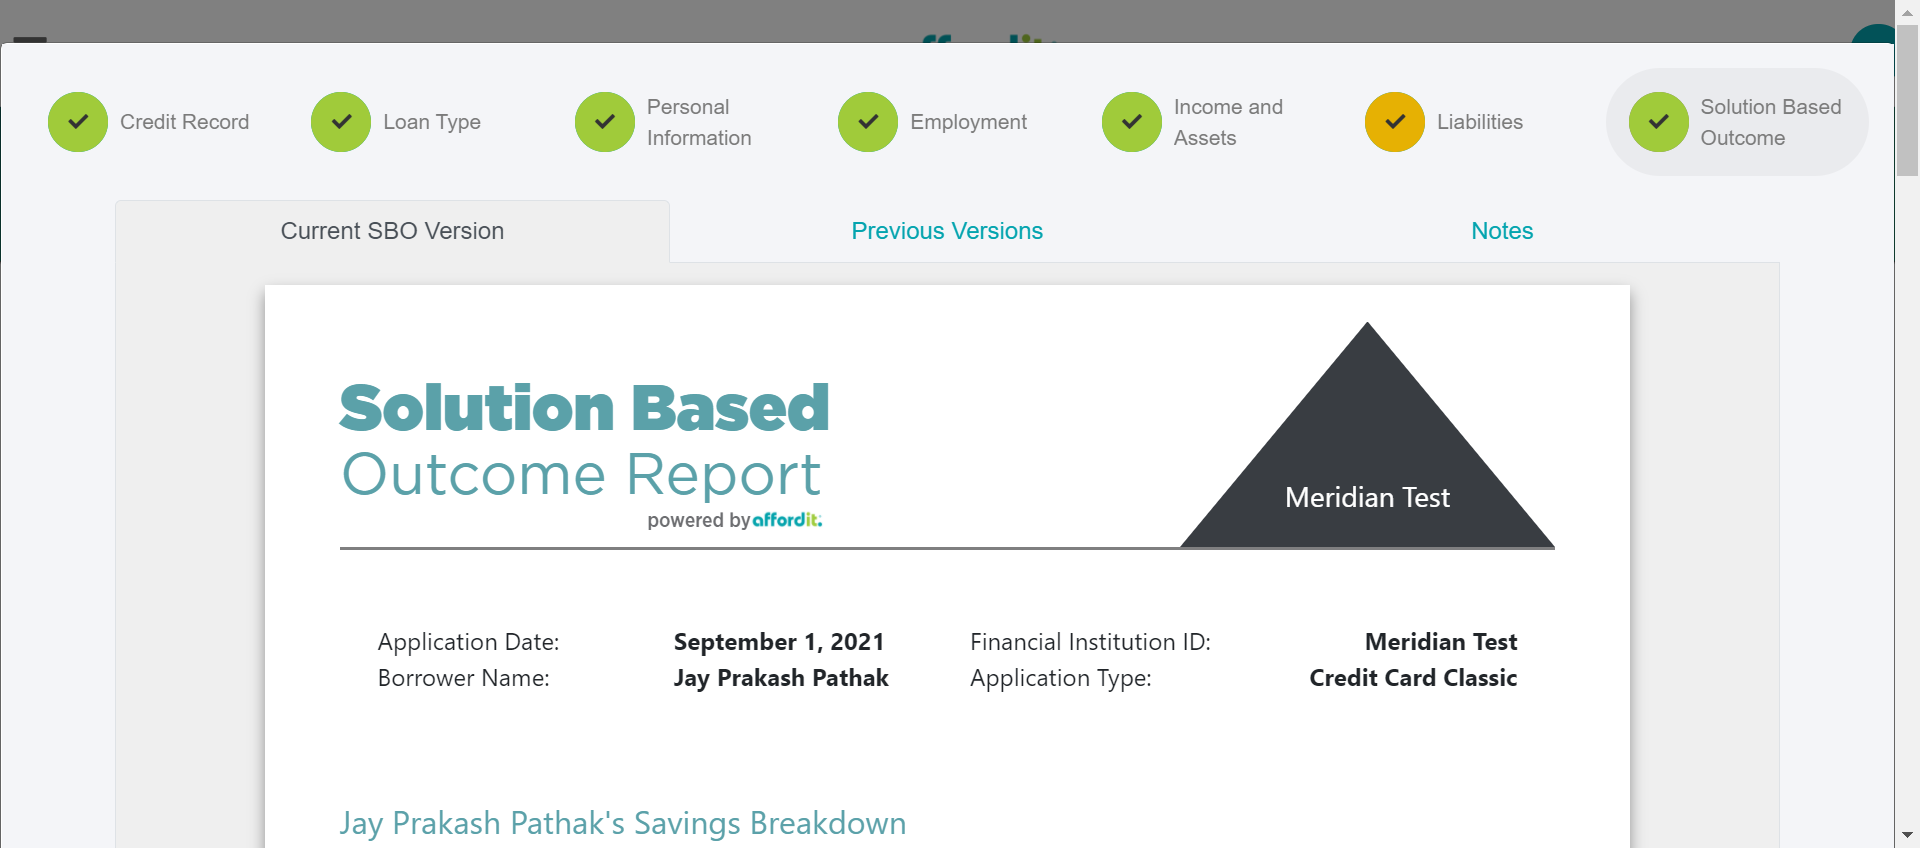 Credit Record
Loan Type
Personal
Information
Employment
Income and
Assets
Liabilities
Solution Based
Outcome
Current SBO Version
Previous Versions
Notes
Solution Based
Outcome Report
powered by affordit.
Meridian Test
Application Date: September 1, 2021 Financial Institution ID: Meridian Test
Borrower Name: Jay Prakash Pathak Application Type: Credit Card Classic
Jay Prakash Pathak's Savings Breakdown